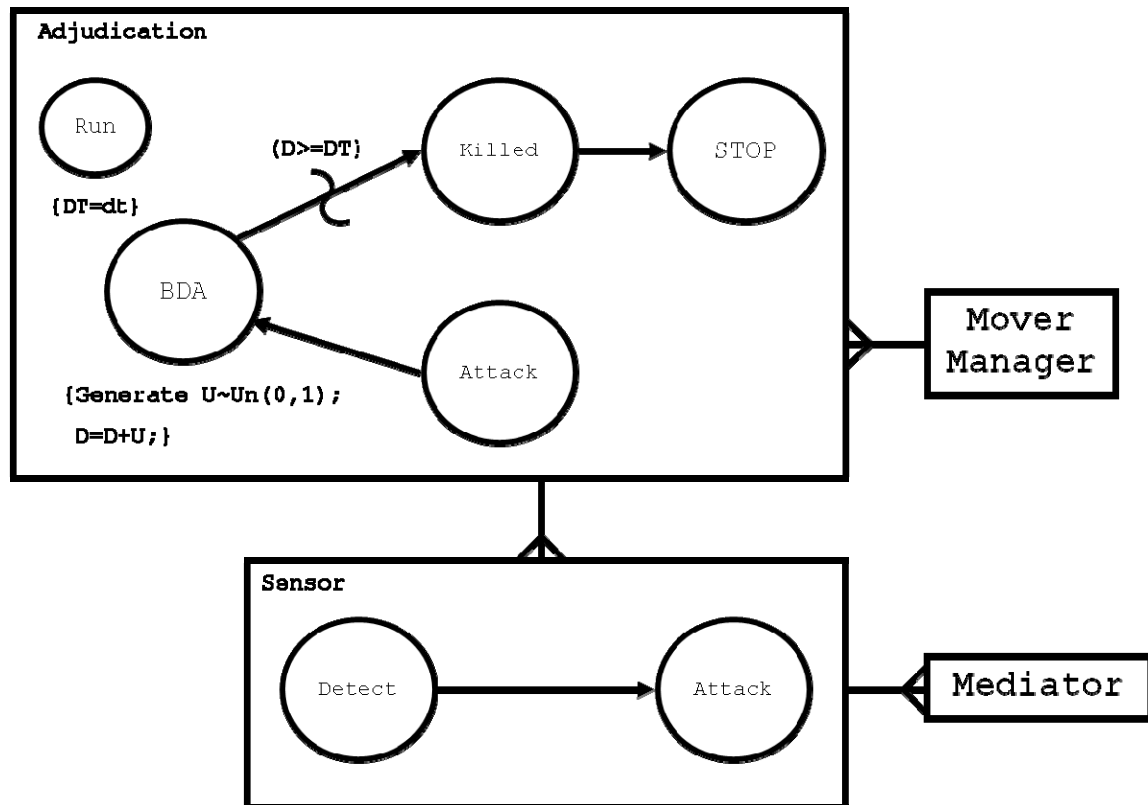 Adjudication
Run
(D>=DT)
Killed
STOP
{DT=dt}
BDA
Attack
{Generate U~Un(0,1);
D=D+U;}
Mover
Manager
Sensor
Detect
Attack
Mediator